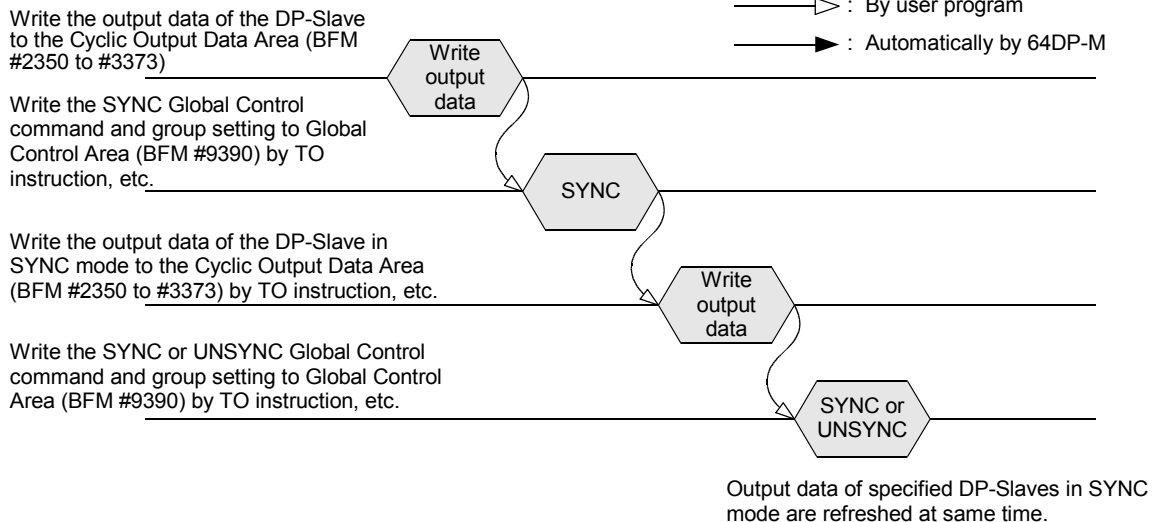 Write the output data of the DP-Slave
to the Cyclic Output Data Area (BFM
#2350 to #3373)
: By user program
: Automatically by 64DP-M
Write
output
data
Write the SYNC Global Control
command and group setting to Global
Control Area (BFM #9390) by TO
instruction, etc.
SYNC
Write the output data of the DP-Slave in
SYNC mode to the Cyclic Output Data Area
(BFM #2350 to #3373) by TO instruction, etc.
Write
output
data
Write the SYNC or UNSYNC Global Control
command and group setting to Global Control
Area (BFM #9390) by TO instruction, etc.
SYNC or
UNSYNC
Output data of specified DP-Slaves in SYNC
mode are refreshed at same time.